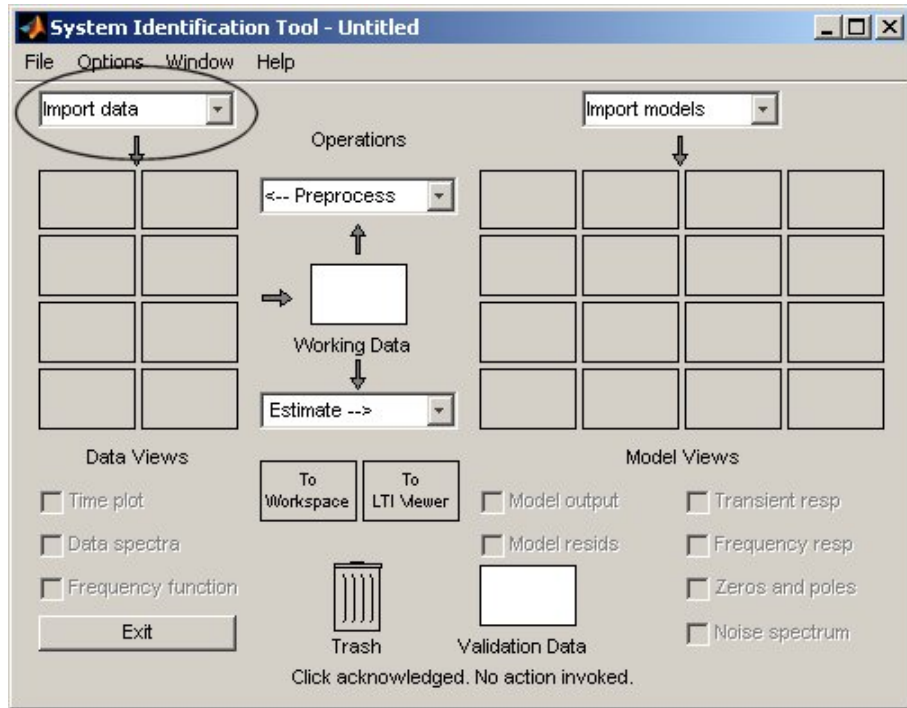 System Identification Tool - Untitled
File Options Window Help
Import data
Import models
Operations
<-- Preprocess
Working Data
Estimate -->
Data Views
Model Views
To Workspace
To LTI Viewer
Time plot
Data spectra
Frequency function
Model output
Transient resp
Model resids
Frequency resp
Zeros and poles
Noise spectrum
Exit
Trash
Validation Data
Click acknowledged. No action invoked.